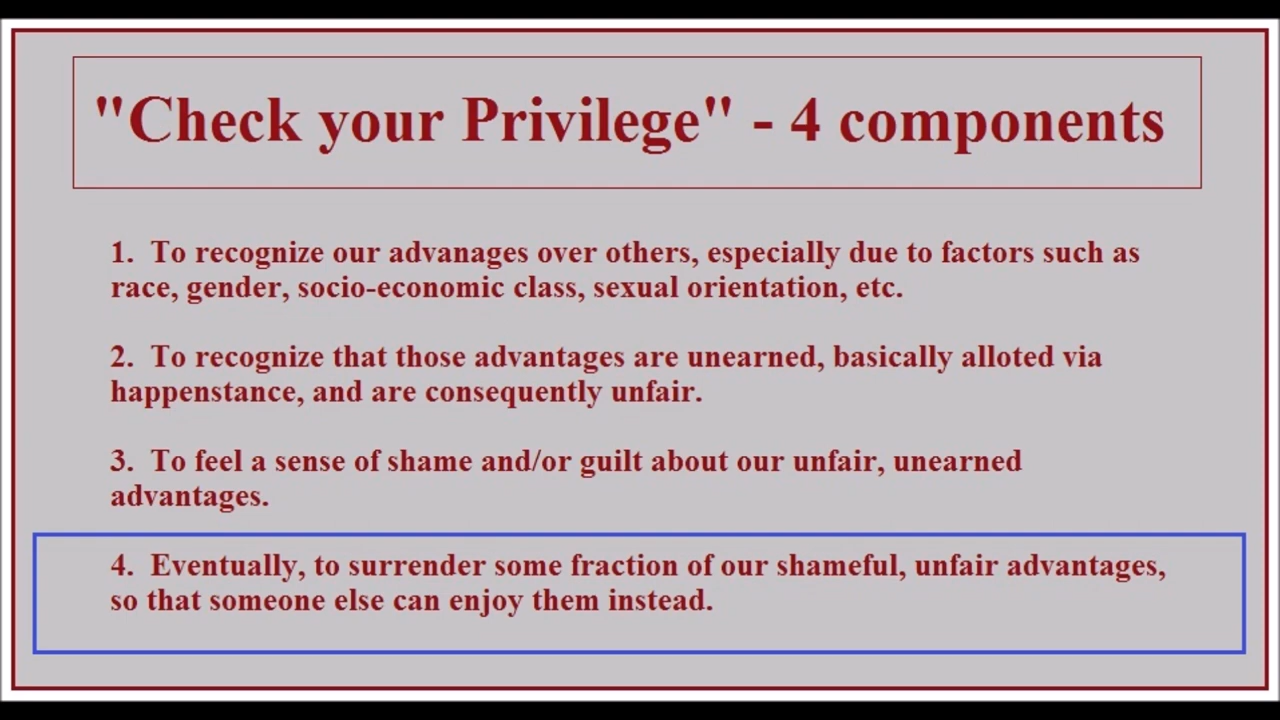 "Check your Privilege" - 4 components
1. To recognize our advanages over others, especially due to factors such as
race, gender, socio-economic class, sexual orientation, etc.
2. To recognize that those advantages are unearned, basically alloted via
happenstance, and are consequently unfair.
3. To feel a sense of shame and/or guilt about our unfair, unearned
advantages.
4. Eventually, to surrender some fraction of our shameful, unfair advantages,
so that someone else can enjoy them instead.